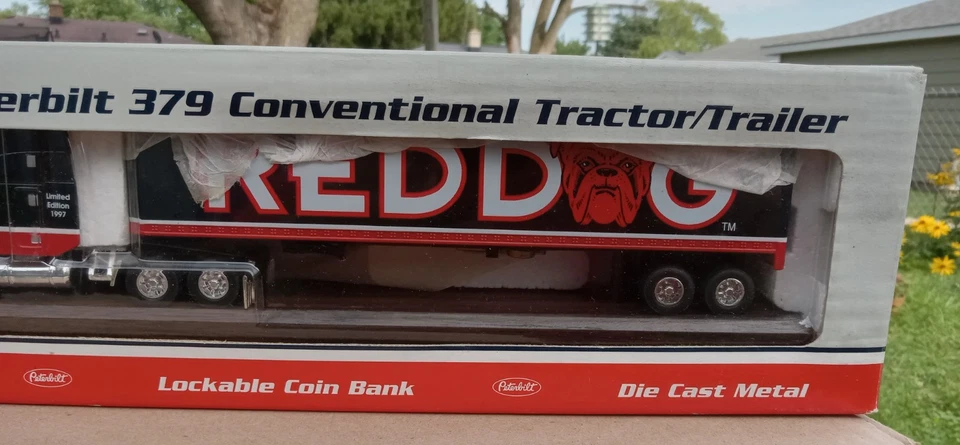 erbilt 379 Conventional Tractor/Trailer
Limited
Edition
1997
REDDOG
TM
Peterbilt Lockable Coin Bank Peterbilt Die Cast Metal